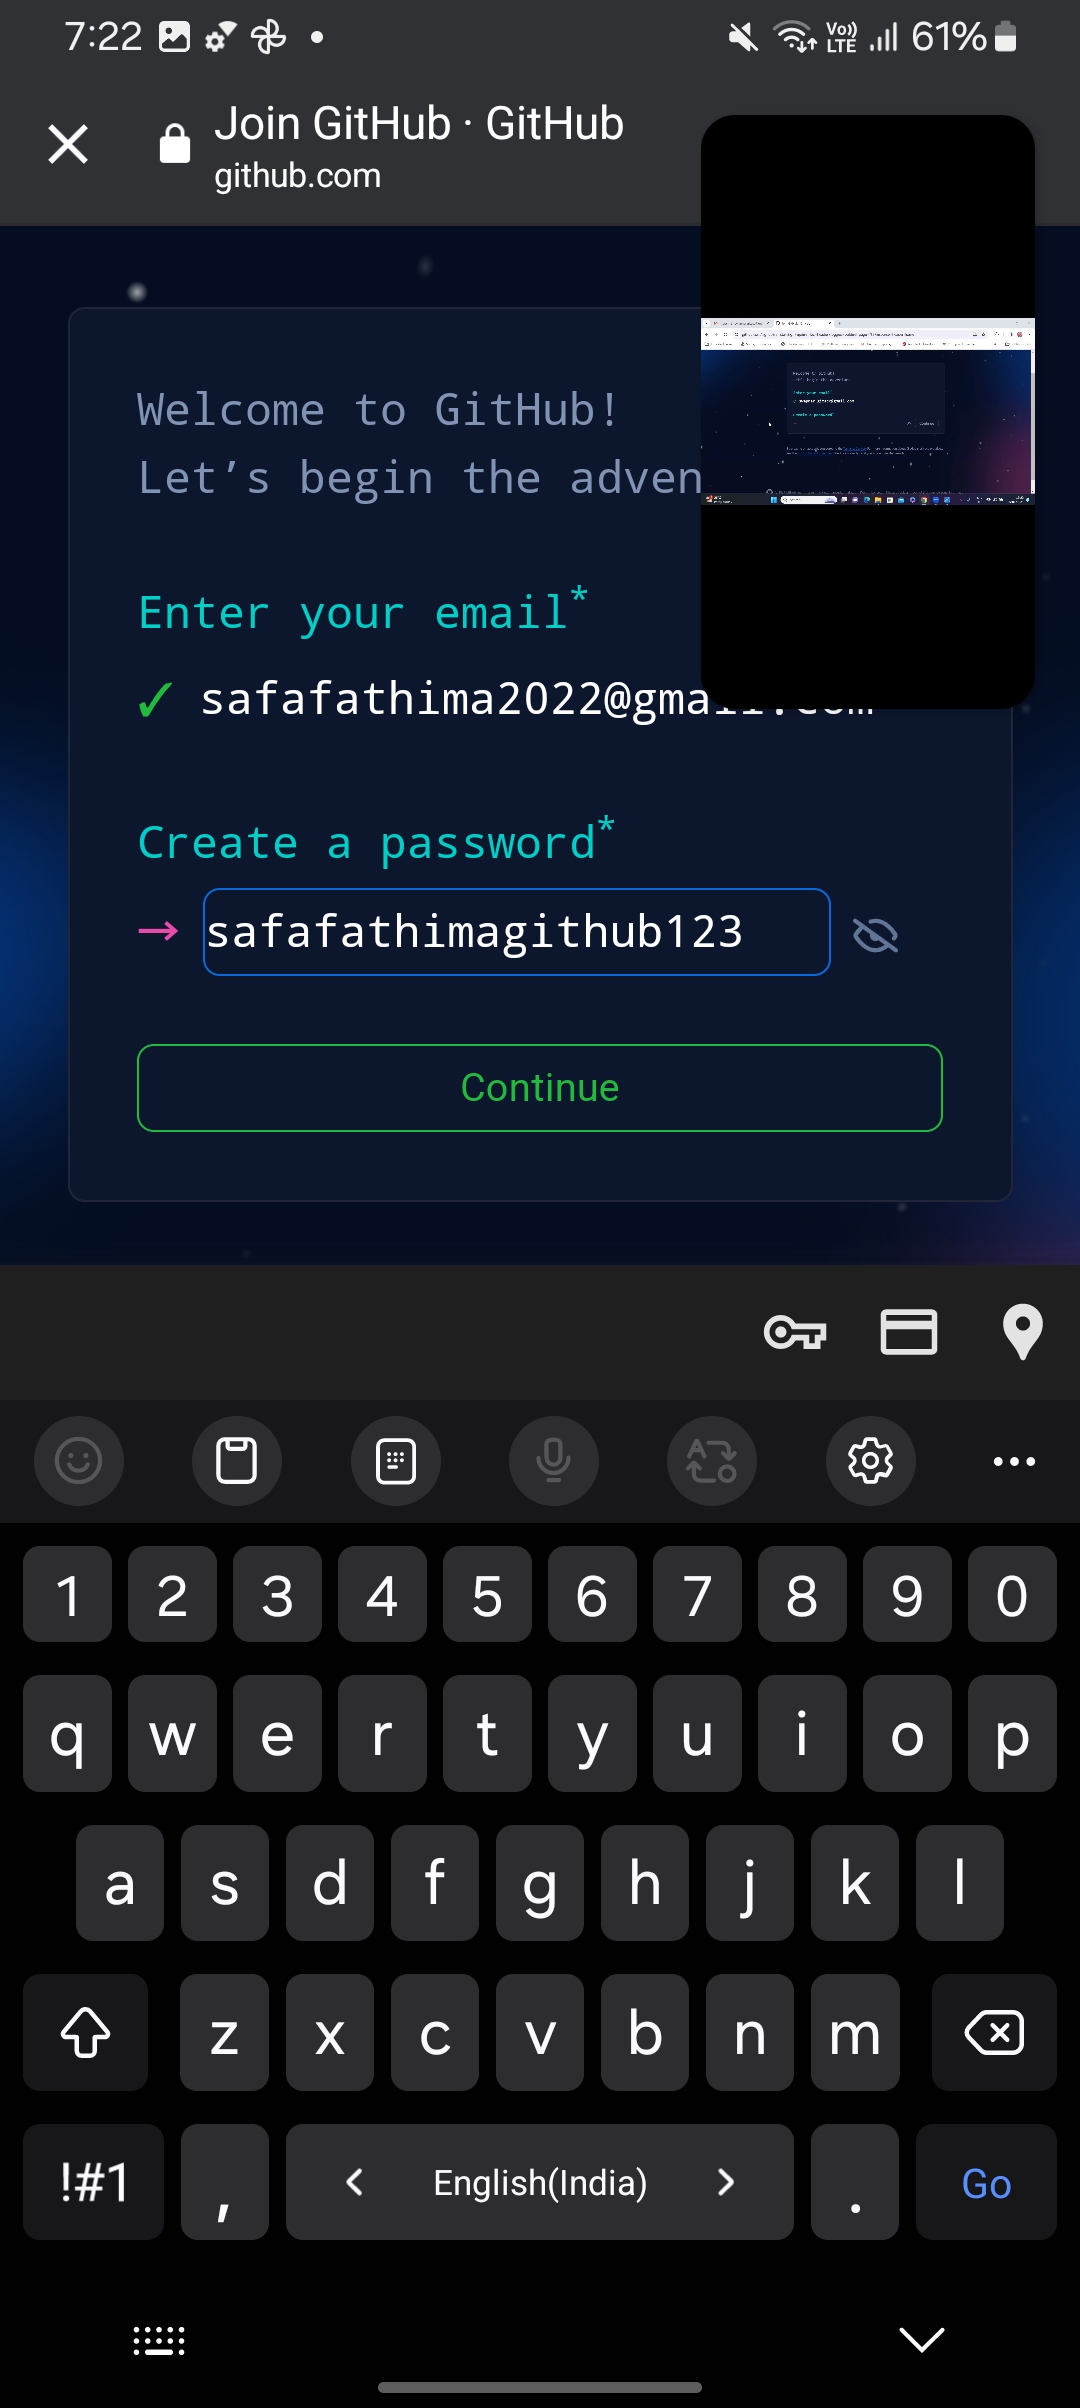 7:22
Vo)) LTE
61%
Join GitHub · GitHub
github.com
Welcome to GitHub!
Let's begin the adven
Enter your email*
✓ safafathima2022@gmail.com
Create a password*
→ safafathimagithub123
Continue
1 2 3 4 5 6 7 8 9 0
q w e r t y u i o p
a s d f g h j k l
z x c v b n m
!#1 , < English(India) > . Go